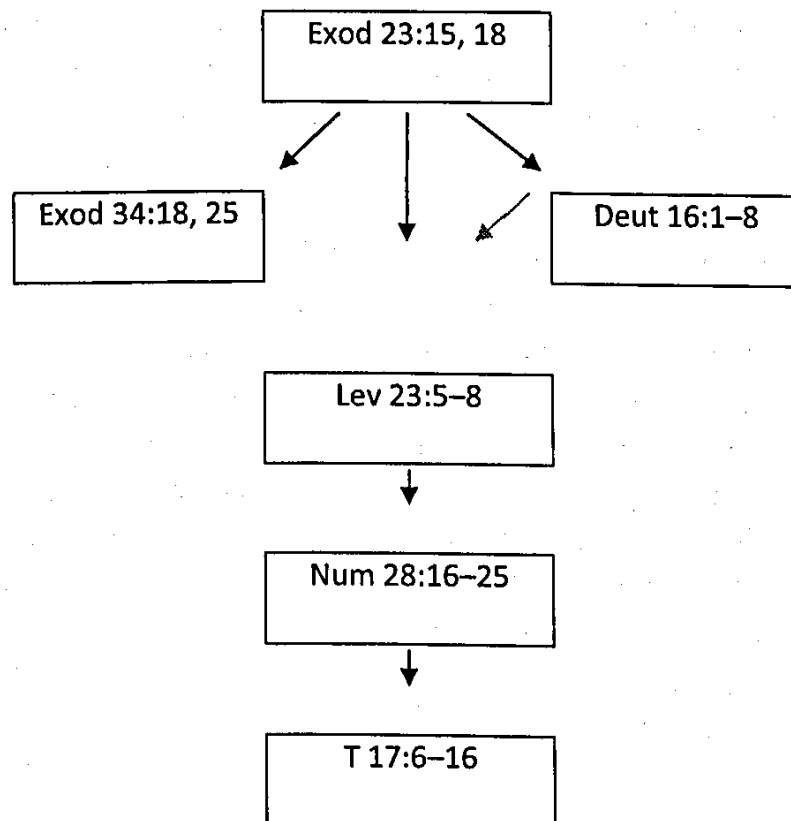 Exod 23:15, 18
Exod 34:18, 25
Deut 16:1–8
Lev 23:5–8
Num 28:16–25
T 17:6–16